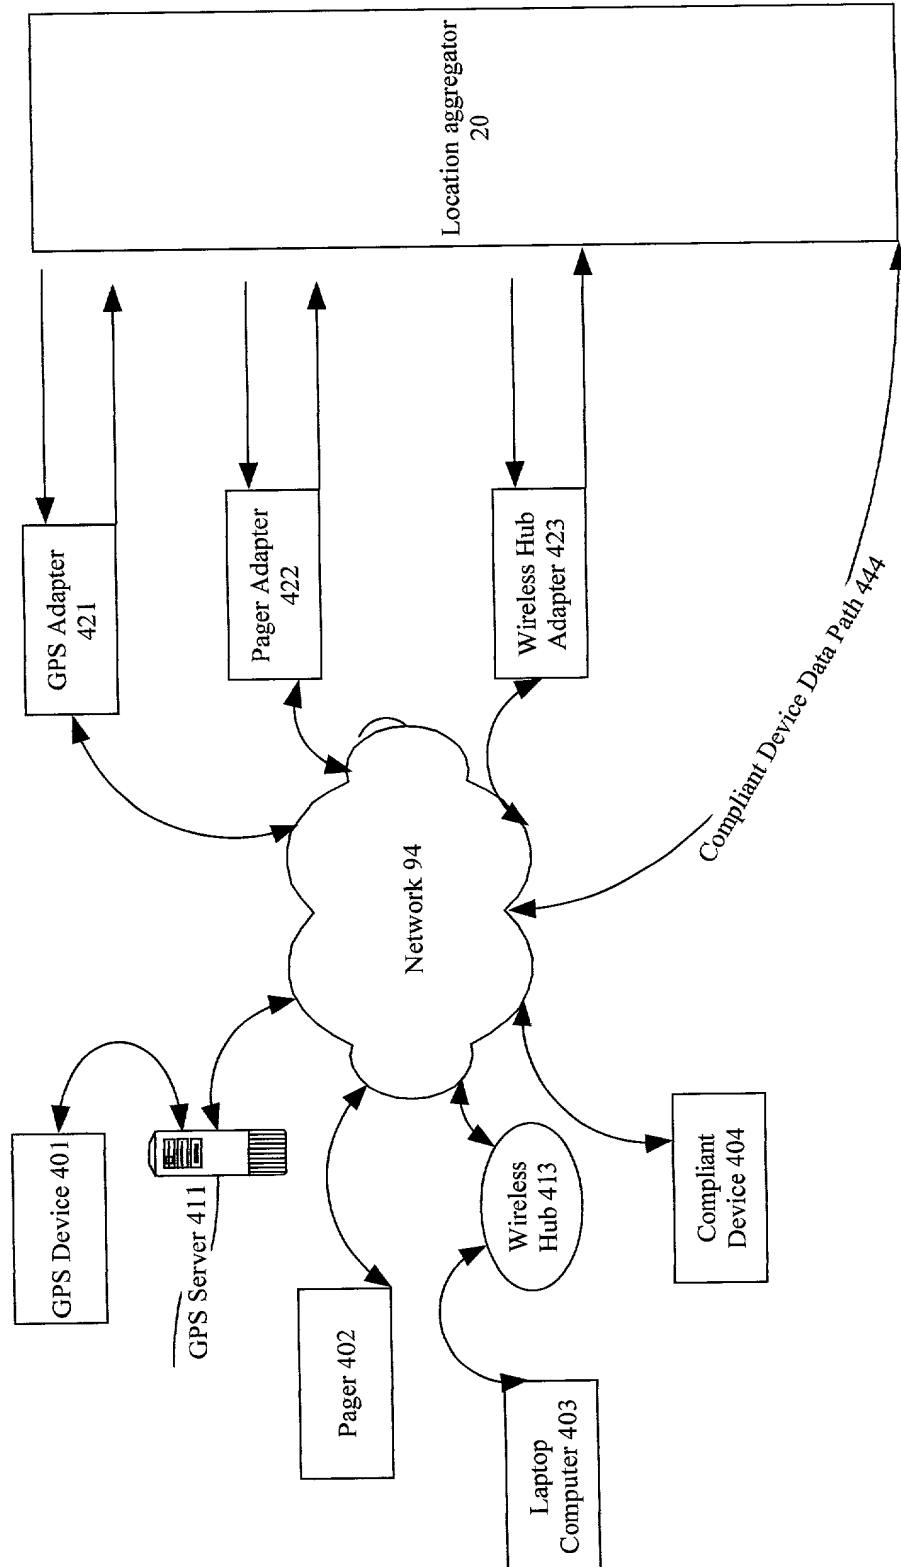 GPS Device 401
GPS Server 411
Pager 402
Laptop
Computer 403
Wireless
Hub 413
Compliant
Device 404
Network 94
GPS Adapter
421
Pager Adapter
422
Wireless Hub
Adapter 423
Compliant Device Data Path 444
Location aggregator
20